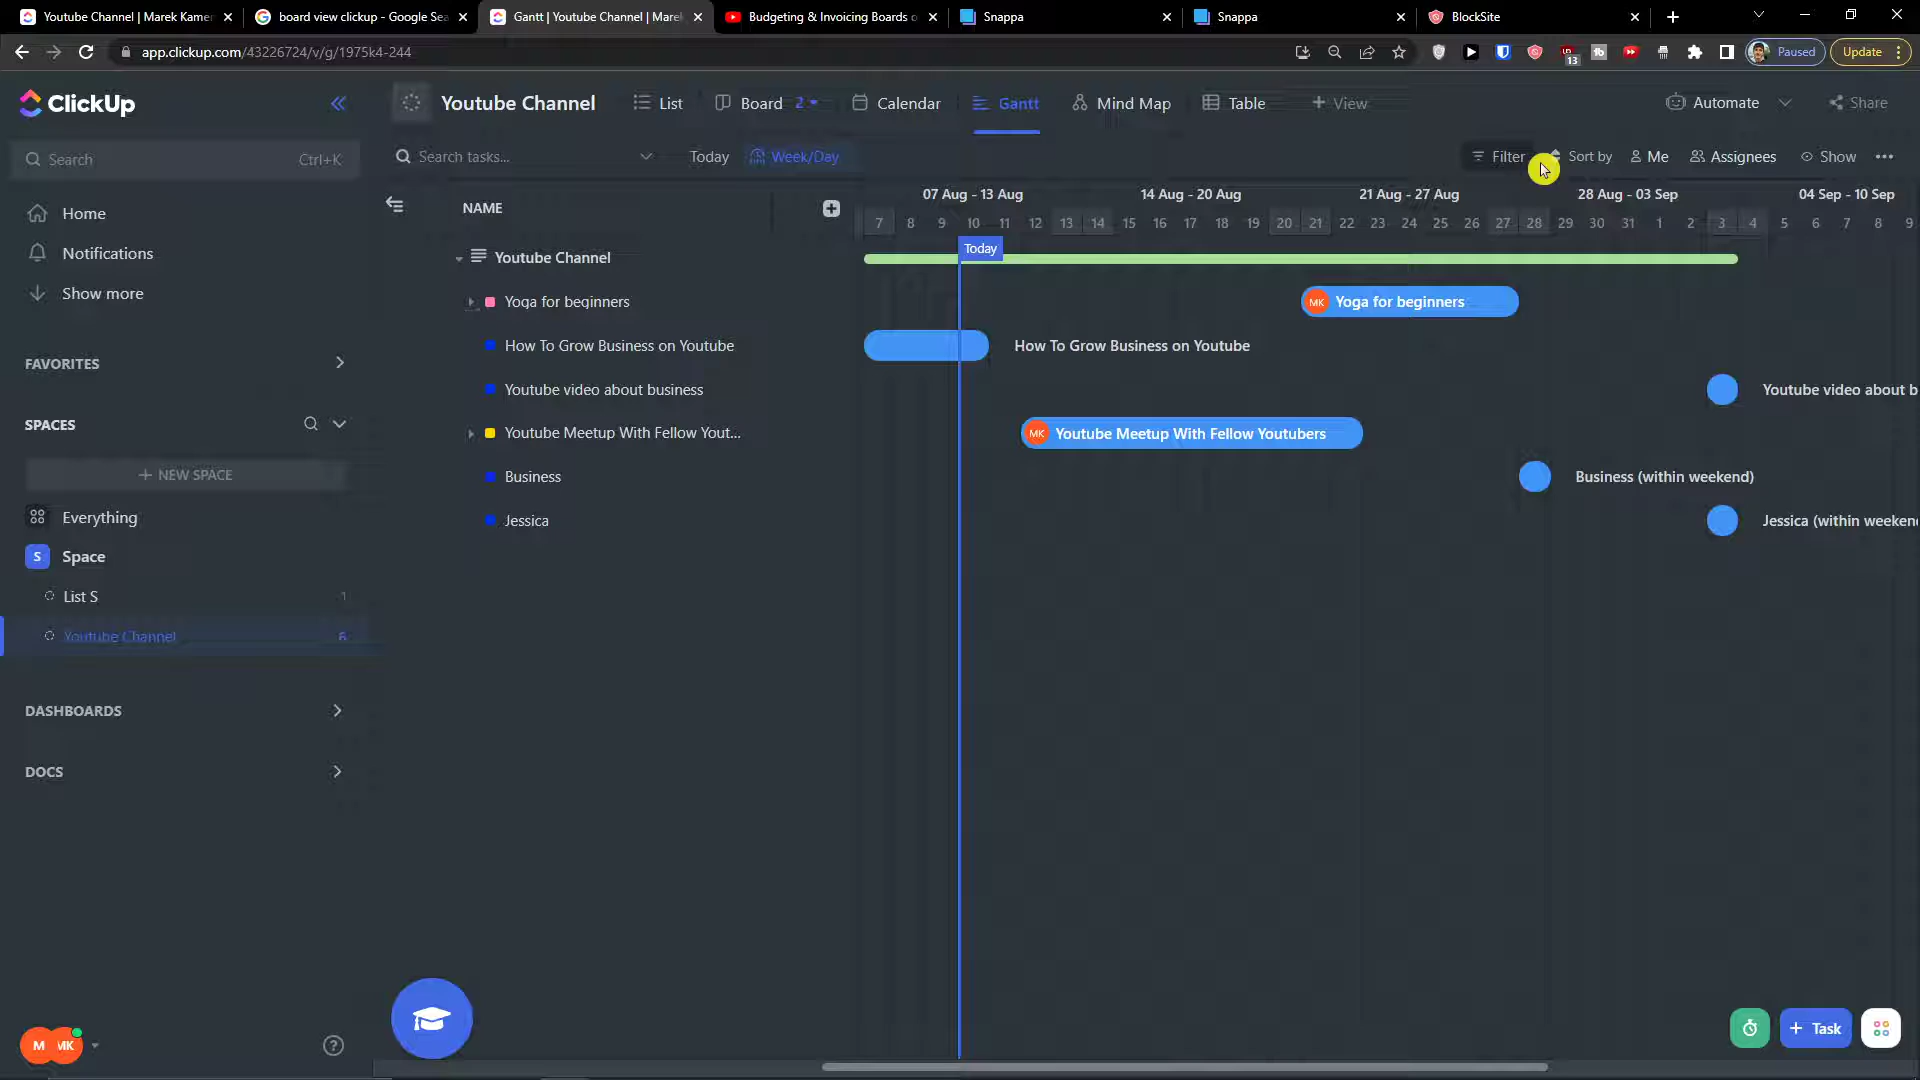 Youtube Channel | Marek Kamer
board view clickup - Google Sea
Gantt | Youtube Channel | Marek
Budgeting & Invoicing Boards o
Snappa
Snappa
BlockSite
app.clickup.com/43226724/v/g/1975k4-244
13
Paused
Update
ClickUp
Youtube Channel
List
Board 2
Calendar
Gantt
Mind Map
Table
+ View
Automate
Share
Search
Ctrl+K
Search tasks...
Today
Week/Day
Filter
Sort by
Me
Assignees
Show
Home
Notifications
Show more
FAVORITES
SPACES
+ NEW SPACE
Everything
S Space
List S 1
Youtube Channel 6
DASHBOARDS
DOCS
M MK
NAME
07 Aug - 13 Aug
14 Aug - 20 Aug
21 Aug - 27 Aug
28 Aug - 03 Sep
04 Sep - 10 Sep
7 8 9 10 11 12 13 14 15 16 17 18 19 20 21 22 23 24 25 26 27 28 29 30 31 1 2 3 4 5 6 7 8 9
Today
Youtube Channel
Yoga for beginners
MK Yoga for beginners
How To Grow Business on Youtube
How To Grow Business on Youtube
Youtube video about business
Youtube video about b
Youtube Meetup With Fellow Yout...
MK Youtube Meetup With Fellow Youtubers
Business
Business (within weekend)
Jessica
Jessica (within weekend
+ Task